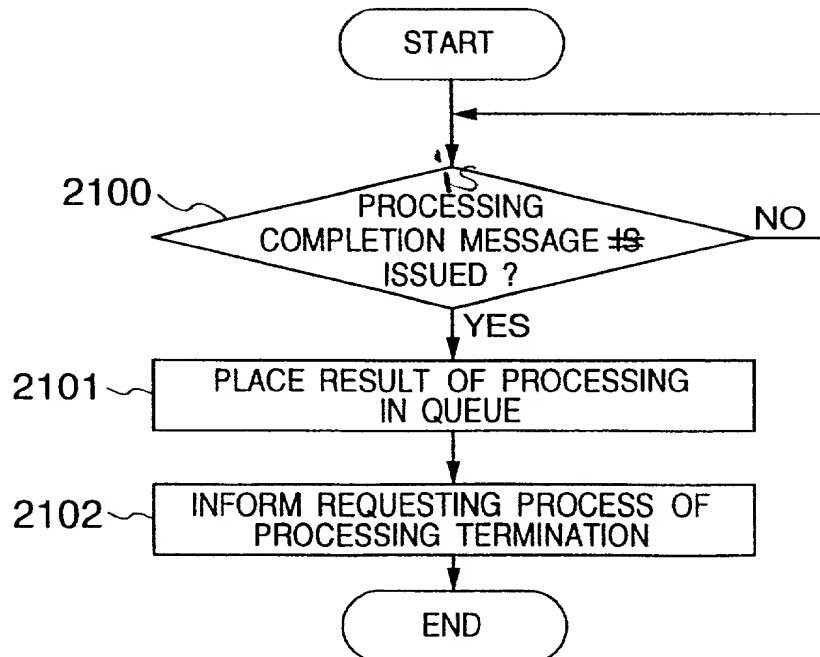 START
IS
2100
PROCESSING
COMPLETION MESSAGE IS
ISSUED ?
NO
YES
2101
PLACE RESULT OF PROCESSING
IN QUEUE
2102
INFORM REQUESTING PROCESS OF
PROCESSING TERMINATION
END